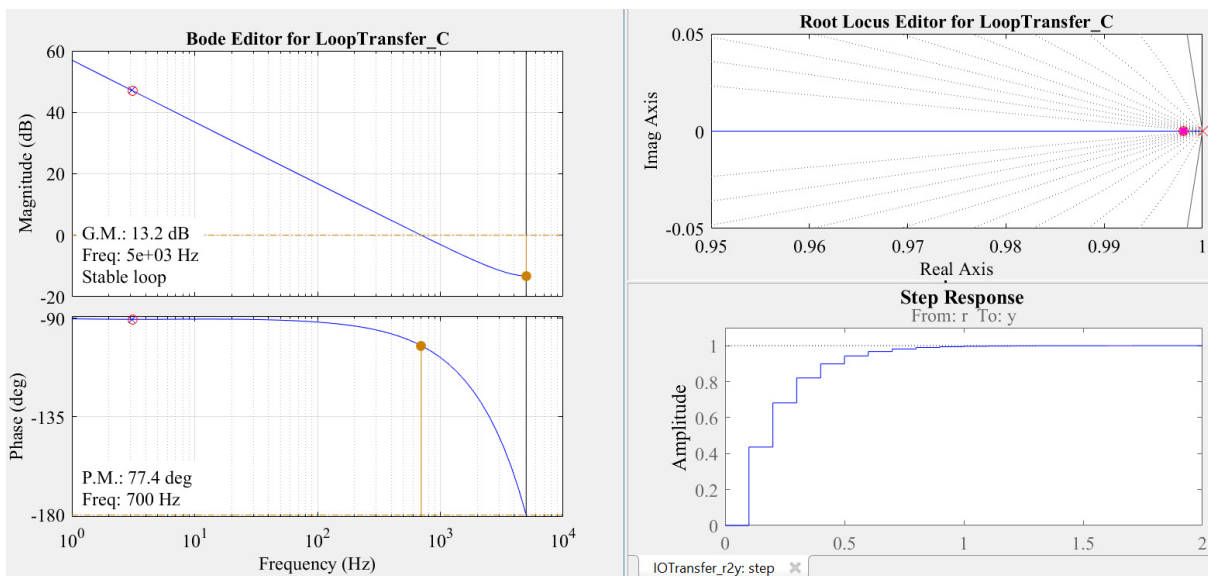 Bode Editor for LoopTransfer_C
60
40
20
0
-20
Magnitude (dB)
G.M.: 13.2 dB
Freq: 5e+03 Hz
Stable loop
-90
-135
-180
Phase (deg)
P.M.: 77.4 deg
Freq: 700 Hz
10^0
10^1
10^2
10^3
10^4
Frequency (Hz)
Root Locus Editor for LoopTransfer_C
0.05
0
-0.05
Imag Axis
0.95
0.96
0.97
0.98
0.99
1
Real Axis
Step Response
From: r To: y
1
0.8
0.6
0.4
0.2
0
Amplitude
0
0.5
1
1.5
2
IOTransfer_r2y: step